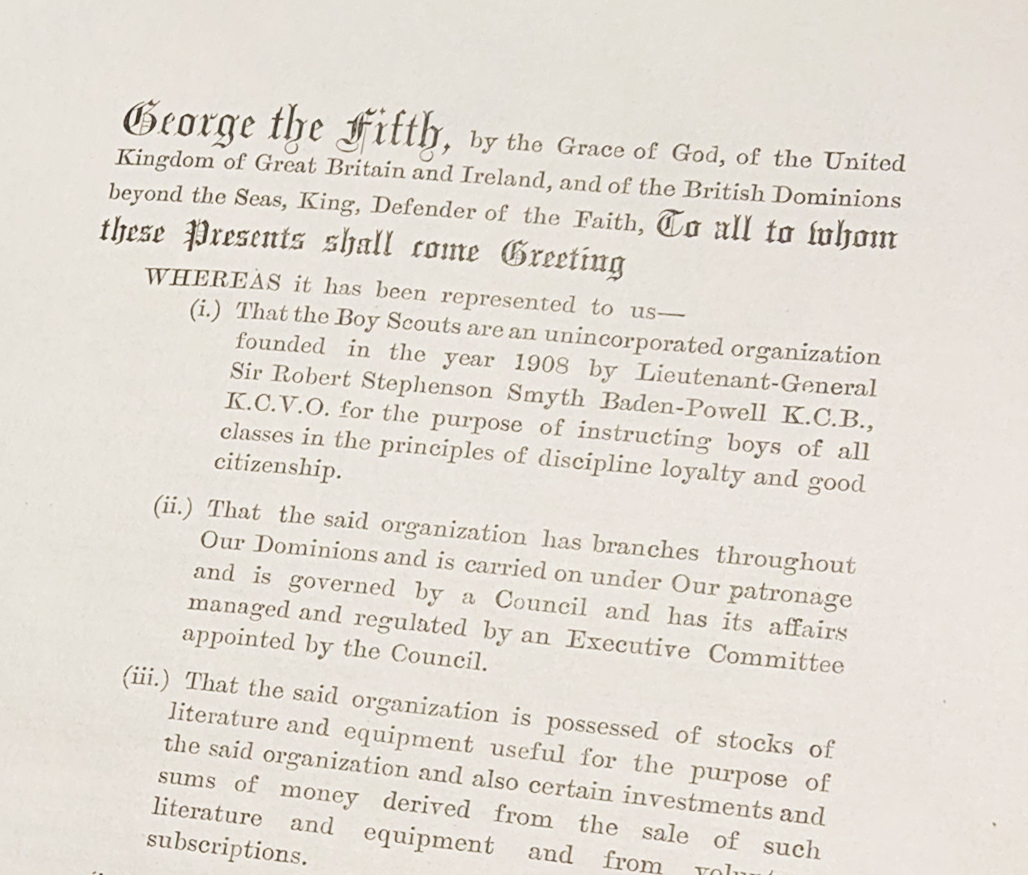 George the Fifth, by the Grace of God, of the United
Kingdom of Great Britain and Ireland, and of the British Dominions
beyond the Seas, King, Defender of the Faith, To all to whom
these Presents shall come Greeting
WHEREAS it has been represented to us—
(i.) That the Boy Scouts are an unincorporated organization
founded in the year 1908 by Lieutenant-General
Sir Robert Stephenson Smyth Baden-Powell K.C.B.,
K.C.V.O. for the purpose of instructing boys of all
classes in the principles of discipline loyalty and good
citizenship.
(ii.) That the said organization has branches throughout
Our Dominions and is carried on under Our patronage
and is governed by a Council and has its affairs
managed and regulated by an Executive Committee
appointed by the Council.
(iii.) That the said organization is possessed of stocks of
literature and equipment useful for the purpose of
the said organization and also certain investments and
sums of money derived from the sale of such
literature and equipment and from
subscriptions.